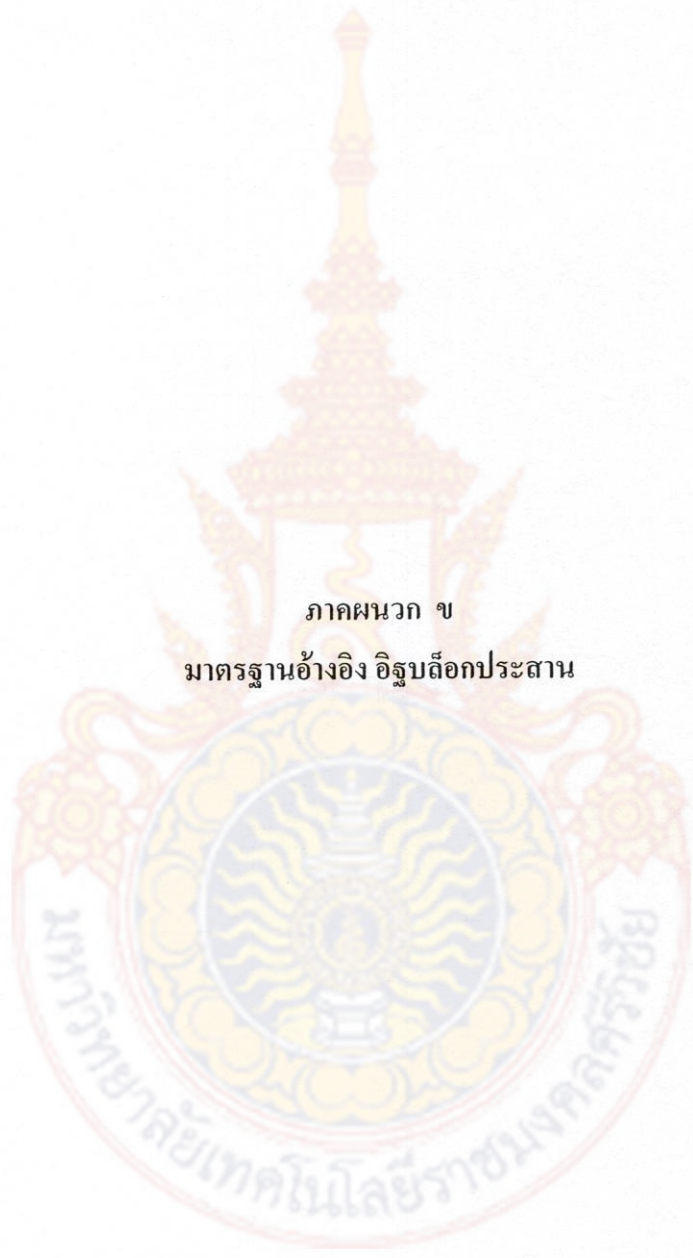 ภาคผนวก ข
มาตรฐานอ้างอิง อิฐบล็อกประสาน
มหาวิทยาลัยเทคโนโลยีราชมงคลศรีวิชัย